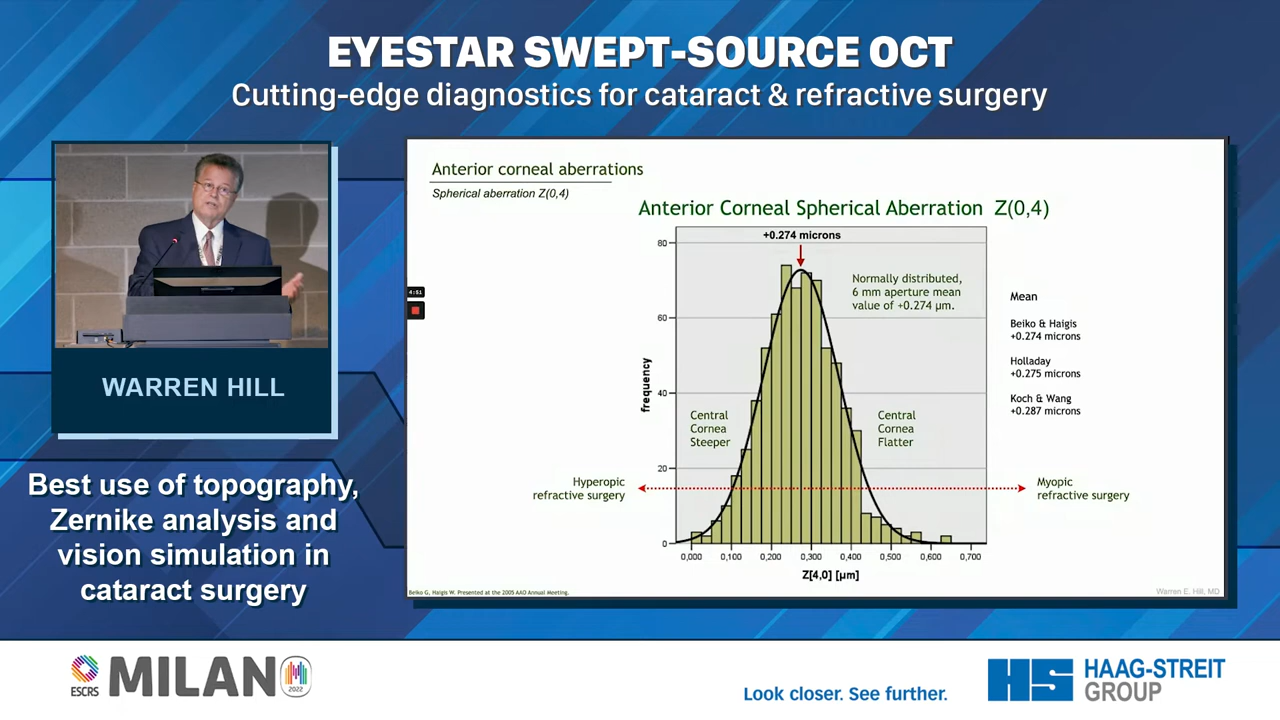 EYESTAR SWEPT-SOURCE OCT
Cutting-edge diagnostics for cataract & refractive surgery
WARREN HILL
Best use of topography,
Zernike analysis and
vision simulation in
cataract surgery
Anterior corneal aberrations
Spherical aberration Z(0,4)
Anterior Corneal Spherical Aberration Z(0,4)
+0.274 microns
Normally distributed,
6 mm aperture mean
value of +0.274 µm.
Mean
Beiko & Haigis
+0.274 microns
Holladay
+0.275 microns
Koch & Wang
+0.287 microns
4:51
frequency
80
60
40
20
0
Central
Cornea
Steeper
Central
Cornea
Flatter
Hyperopic
refractive surgery
Myopic
refractive surgery
0,000 0,100 0,200 0,300 0,400 0,500 0,600 0,700
Z[4,0] [µm]
Beiko G, Haigis W. Presented at the 2005 AAO Annual Meeting.
Warren E. Hill, MD
ESCRS
MILANO
2022
Look closer. See further.
HS
HAAG-STREIT
GROUP